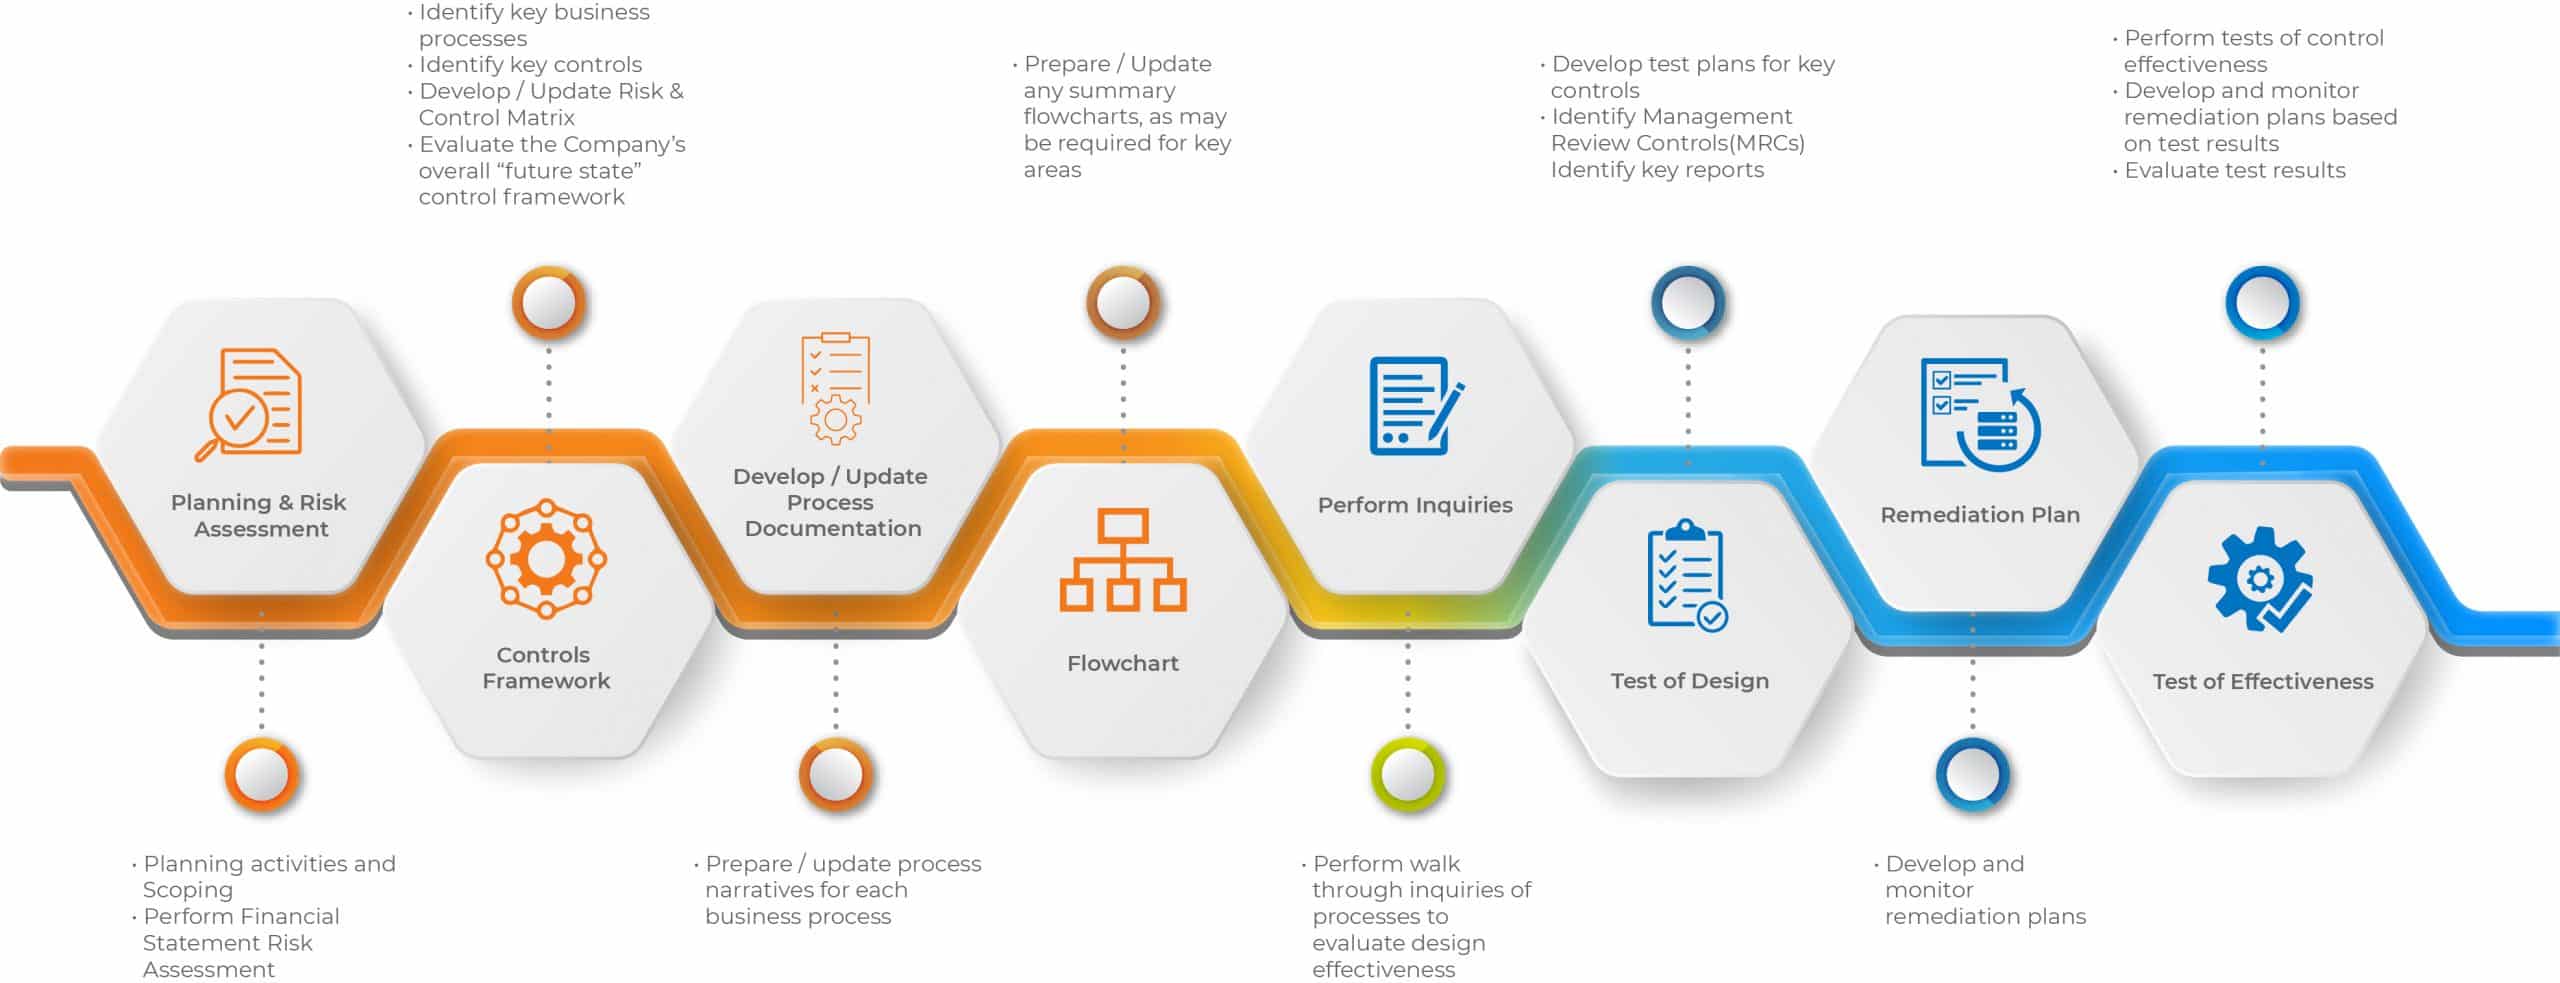 · Identify key business
processes
· Identify key controls
· Develop / Update Risk &
Control Matrix
· Evaluate the Company’s
overall “future state”
control framework
· Prepare / Update
any summary
flowcharts, as may
be required for key
areas
· Develop test plans for key
controls
· Identify Management
Review Controls(MRCs)
Identify key reports
· Perform tests of control
effectiveness
· Develop and monitor
remediation plans based
on test results
· Evaluate test results
Planning & Risk
Assessment
Controls
Framework
Develop / Update
Process
Documentation
Flowchart
Perform Inquiries
Test of Design
Remediation Plan
Test of Effectiveness
· Planning activities and
Scoping
· Perform Financial
Statement Risk
Assessment
· Prepare / update process
narratives for each
business process
· Perform walk
through inquiries of
processes to
evaluate design
effectiveness
· Develop and
monitor
remediation plans